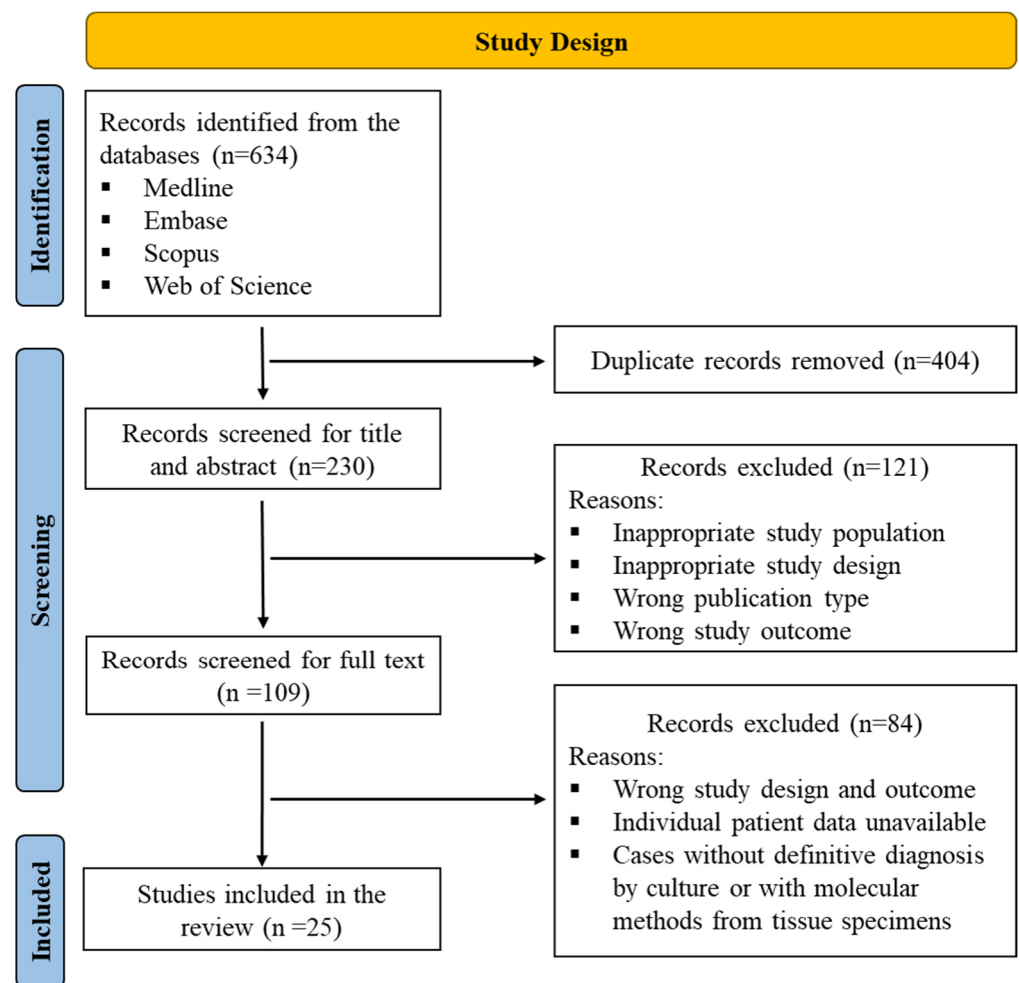 Study Design
Identification
Records identified from the
databases (n=634)
▪ Medline
▪ Embase
▪ Scopus
▪ Web of Science
Duplicate records removed (n=404)
Screening
Records screened for title
and abstract (n=230)
Records excluded (n=121)
Reasons:
▪ Inappropriate study population
▪ Inappropriate study design
▪ Wrong publication type
▪ Wrong study outcome
Records screened for full text
(n =109)
Records excluded (n=84)
Reasons:
▪ Wrong study design and outcome
▪ Individual patient data unavailable
▪ Cases without definitive diagnosis
by culture or with molecular
methods from tissue specimens
Included
Studies included in the
review (n =25)